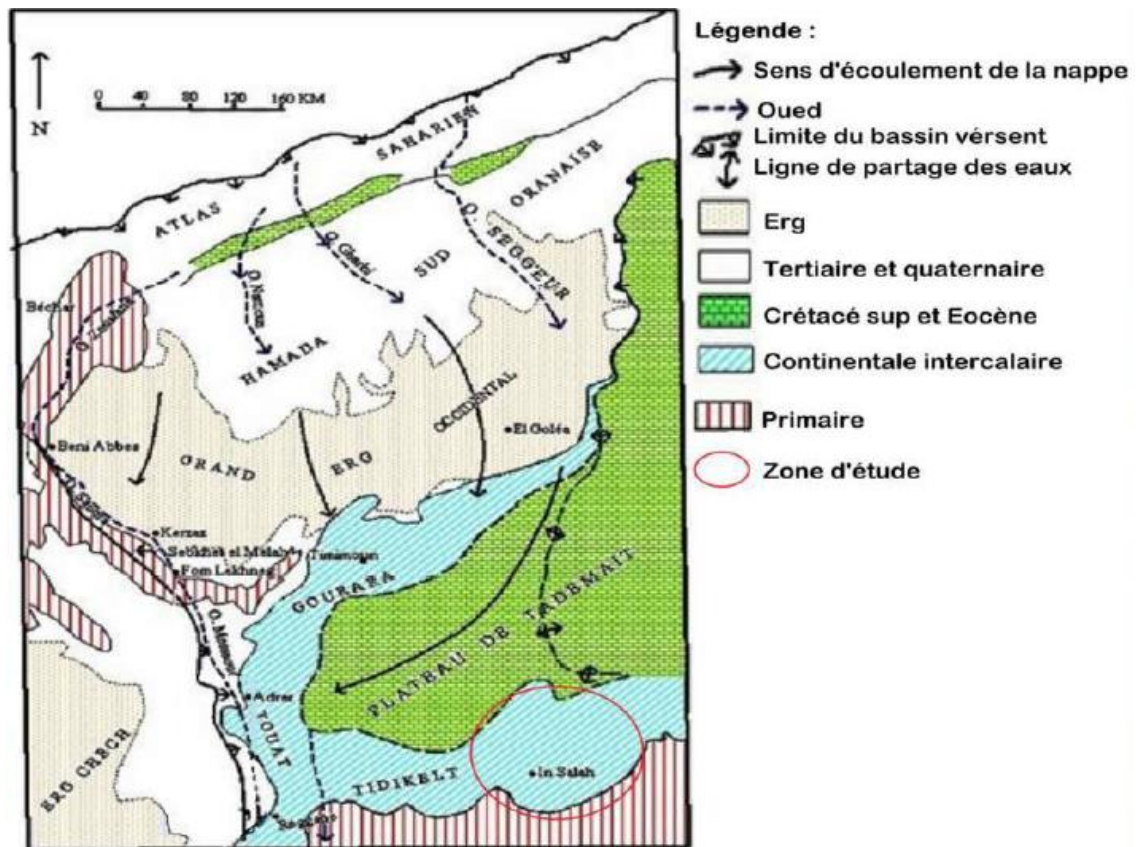 Légende :
Sens d'écoulement de la nappe
Oued
Limite du bassin vérsent
Ligne de partage des eaux
Erg
Tertiaire et quaternaire
Crétacé sup et Eocène
Continentale intercalaire
Primaire
Zone d'étude
N
0 40 80 120 160 KM
ATLAS
SAHARIEN
SUD
ORANAISE
O. SEGGEUR
O. Namous
Béchar
HAMADA
GRAND
ERG
OCCIDENTAL
El Goléa
Beni Abbes
Kerzaz
Sebkhet el Melah
Timimoun
GOURARA
PLATEAU DE TADEMAIT
Adrar
TOUAT
TIDIKELT
In Salah
ERG CHECH